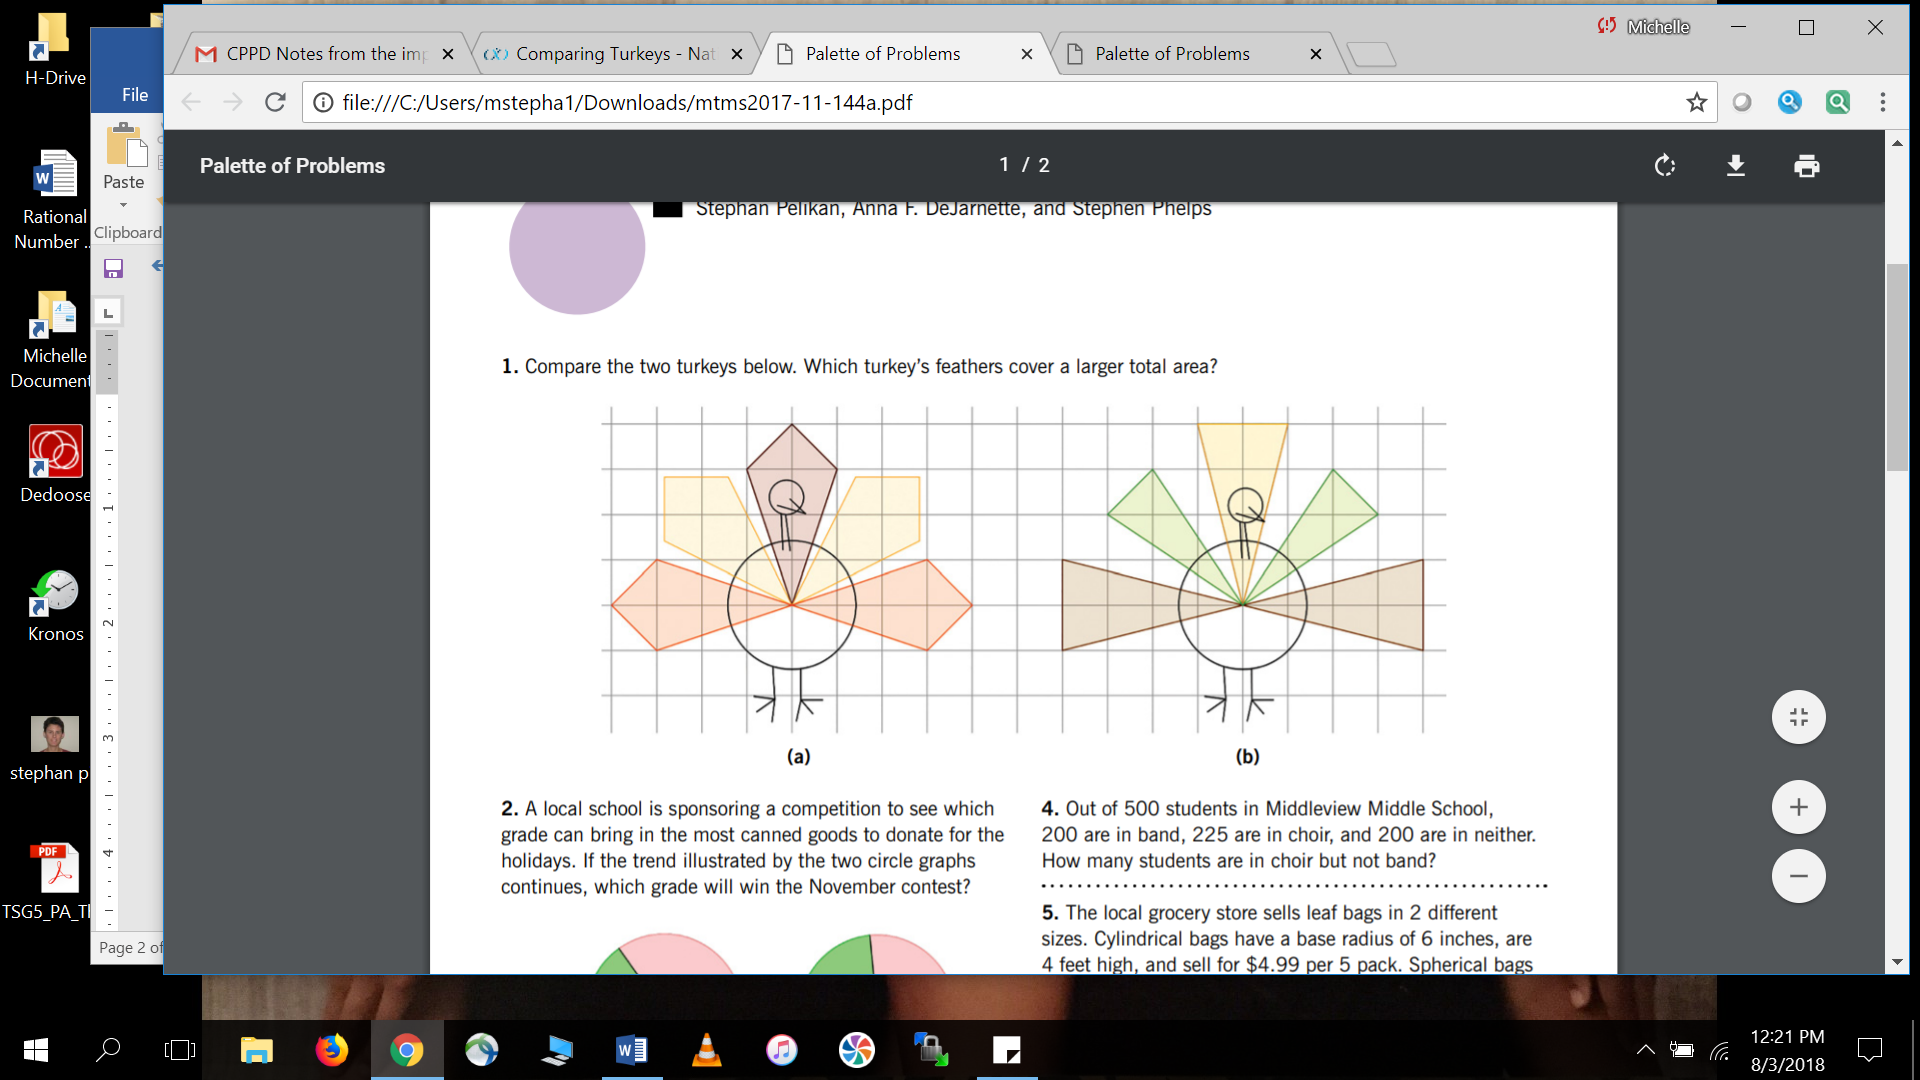 H-Drive
Rational
Number ...
Michelle
Document
Dedoose
Kronos
stephan p
PDF
TSG5_PA_Tl
File
Paste
Clipboard
L
1
2
3
4
Page 2 of
Michelle
CPPD Notes from the imp
Comparing Turkeys - Nat
Palette of Problems
Palette of Problems
file:///C:/Users/mstepha1/Downloads/mtms2017-11-144a.pdf
Palette of Problems
1 / 2
Stephan Pelikan, Anna F. DeJarnette, and Stephen Phelps
1. Compare the two turkeys below. Which turkey's feathers cover a larger total area?
(a)
(b)
2. A local school is sponsoring a competition to see which
grade can bring in the most canned goods to donate for the
holidays. If the trend illustrated by the two circle graphs
continues, which grade will win the November contest?
4. Out of 500 students in Middleview Middle School,
200 are in band, 225 are in choir, and 200 are in neither.
How many students are in choir but not band?
5. The local grocery store sells leaf bags in 2 different
sizes. Cylindrical bags have a base radius of 6 inches, are
4 feet high, and sell for $4.99 per 5 pack. Spherical bags
12:21 PM
8/3/2018